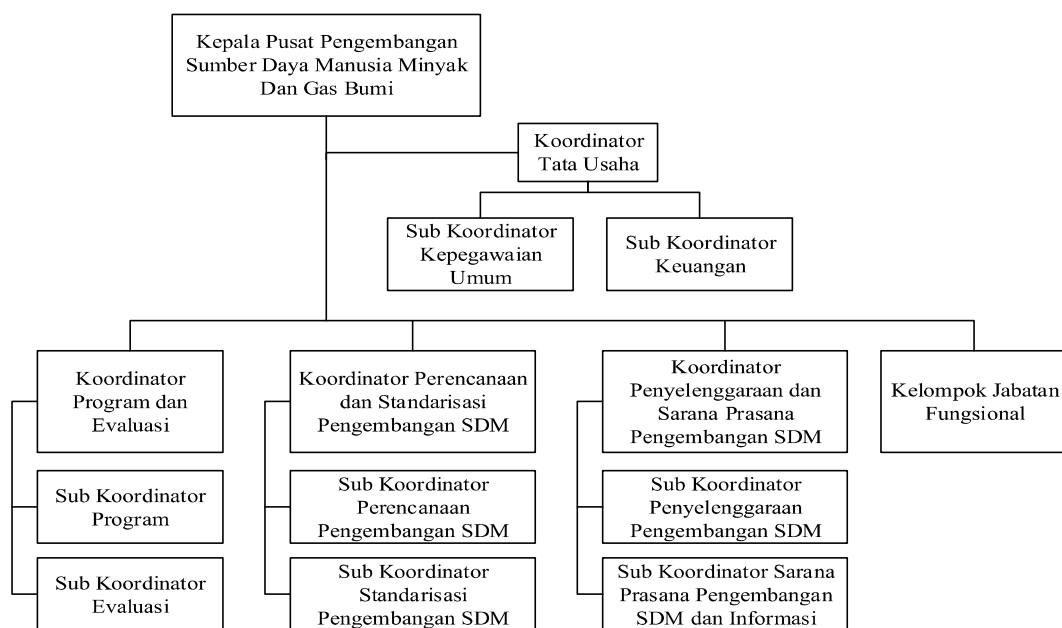 Kepala Pusat Pengembangan
Sumber Daya Manusia Minyak
Dan Gas Bumi
Koordinator
Tata Usaha
Sub Koordinator
Kepegawaian
Umum
Sub Koordinator
Keuangan
Koordinator
Program dan
Evaluasi
Sub Koordinator
Program
Sub Koordinator
Evaluasi
Koordinator Perencanaan
dan Standarisasi
Pengembangan SDM
Sub Koordinator
Perencanaan
Pengembangan SDM
Sub Koordinator
Standarisasi
Pengembangan SDM
Koordinator
Penyelenggaraan dan
Sarana Prasana
Pengembangan SDM
Sub Koordinator
Penyelenggaraan
Pengembangan SDM
Sub Koordinator Sarana
Prasana Pengembangan
SDM dan Informasi
Kelompok Jabatan
Fungsional